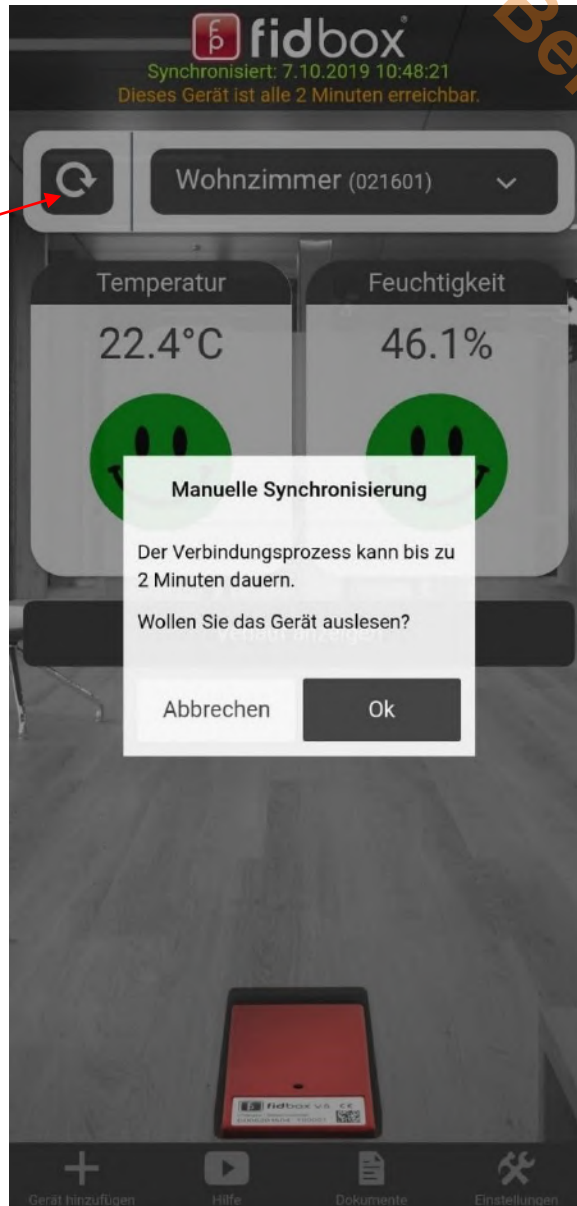 fidbox
Synchronisiert: 7.10.2019 10:48:21
Dieses Gerät ist alle 2 Minuten erreichbar.
Wohnzimmer (021601)
Temperatur
Feuchtigkeit
22.4°C
46.1%
Manuelle Synchronisierung
Der Verbindungsprozess kann bis zu
2 Minuten dauern.
Wollen Sie das Gerät auslesen?
Verlauf anzeigen
Abbrechen
Ok
fidbox
Gerät hinzufügen
Hilfe
Dokumente
Einstellungen